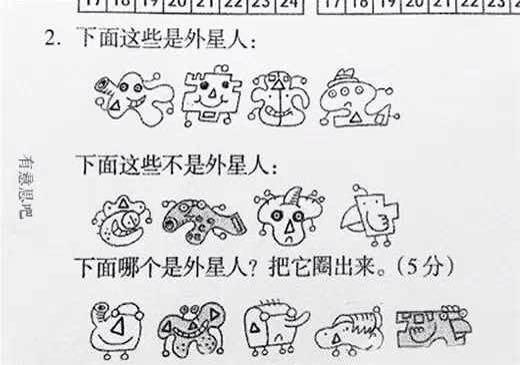 17 18 19 20 21 22 23 24
17 18 19 20 21 22 23
2. 下面这些是外星人：
下面这些不是外星人：
有意思吧
下面哪个是外星人？把它圈出来。(5分)